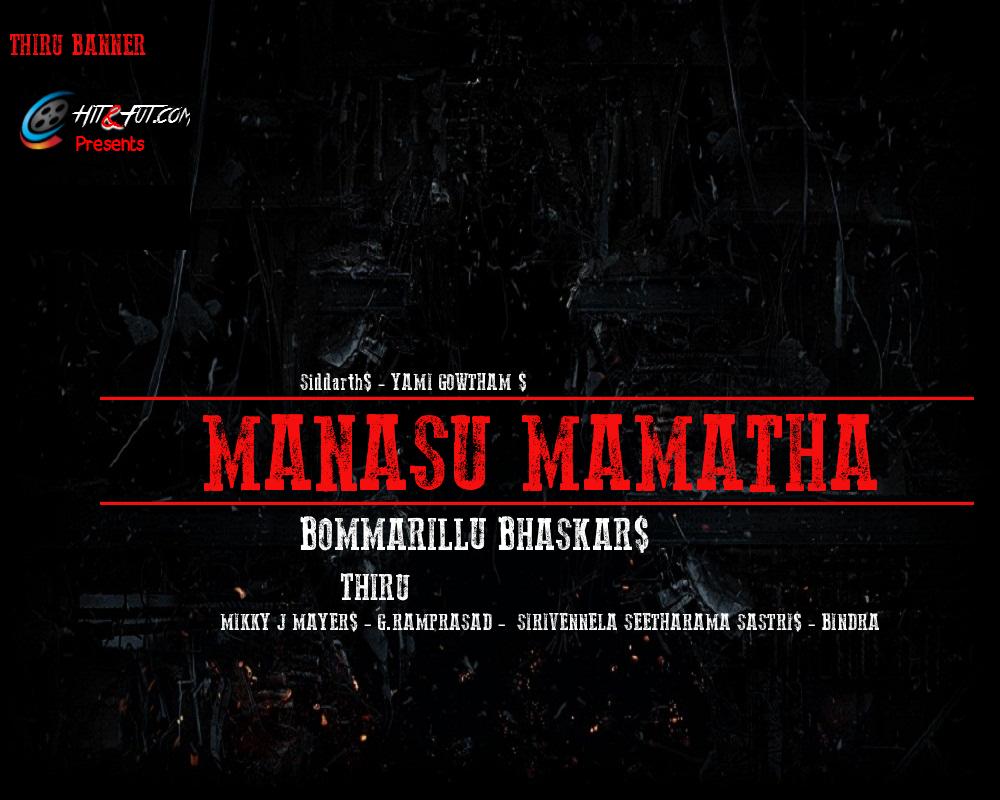 THIRU BANNER
HIT&FUT.COM
Presents
Siddarth$ - YAMI GOWTHAM $
MANASU MAMATHA
BOMMARILLU BHASKAR$
THIRU
MIKKY J MAYER$ - G.RAMPRASAD - SIRIVENNELA SEETHARAMA SASTRI$ - BINDRA